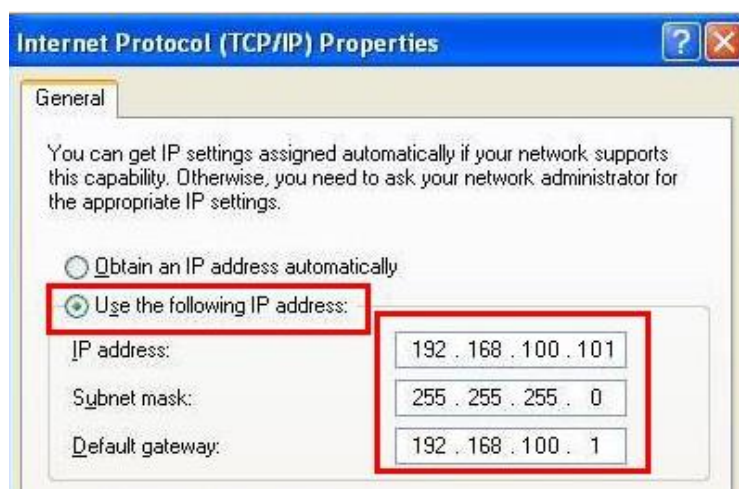 Internet Protocol (TCP/IP) Properties
General
You can get IP settings assigned automatically if your network supports
this capability. Otherwise, you need to ask your network administrator for
the appropriate IP settings.
Obtain an IP address automatically
Use the following IP address:
IP address: 192 . 168 . 100 . 101
Subnet mask: 255 . 255 . 255 . 0
Default gateway: 192 . 168 . 100 . 1